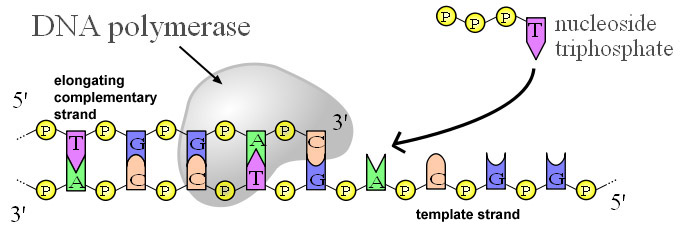 DNA polymerase
P P P T
nucleoside
triphosphate
elongating
complementary
strand
5'
3'
P T P G P G P A P C
P A P C P C P T P G P A P C P G P G P
3'
template strand
5'